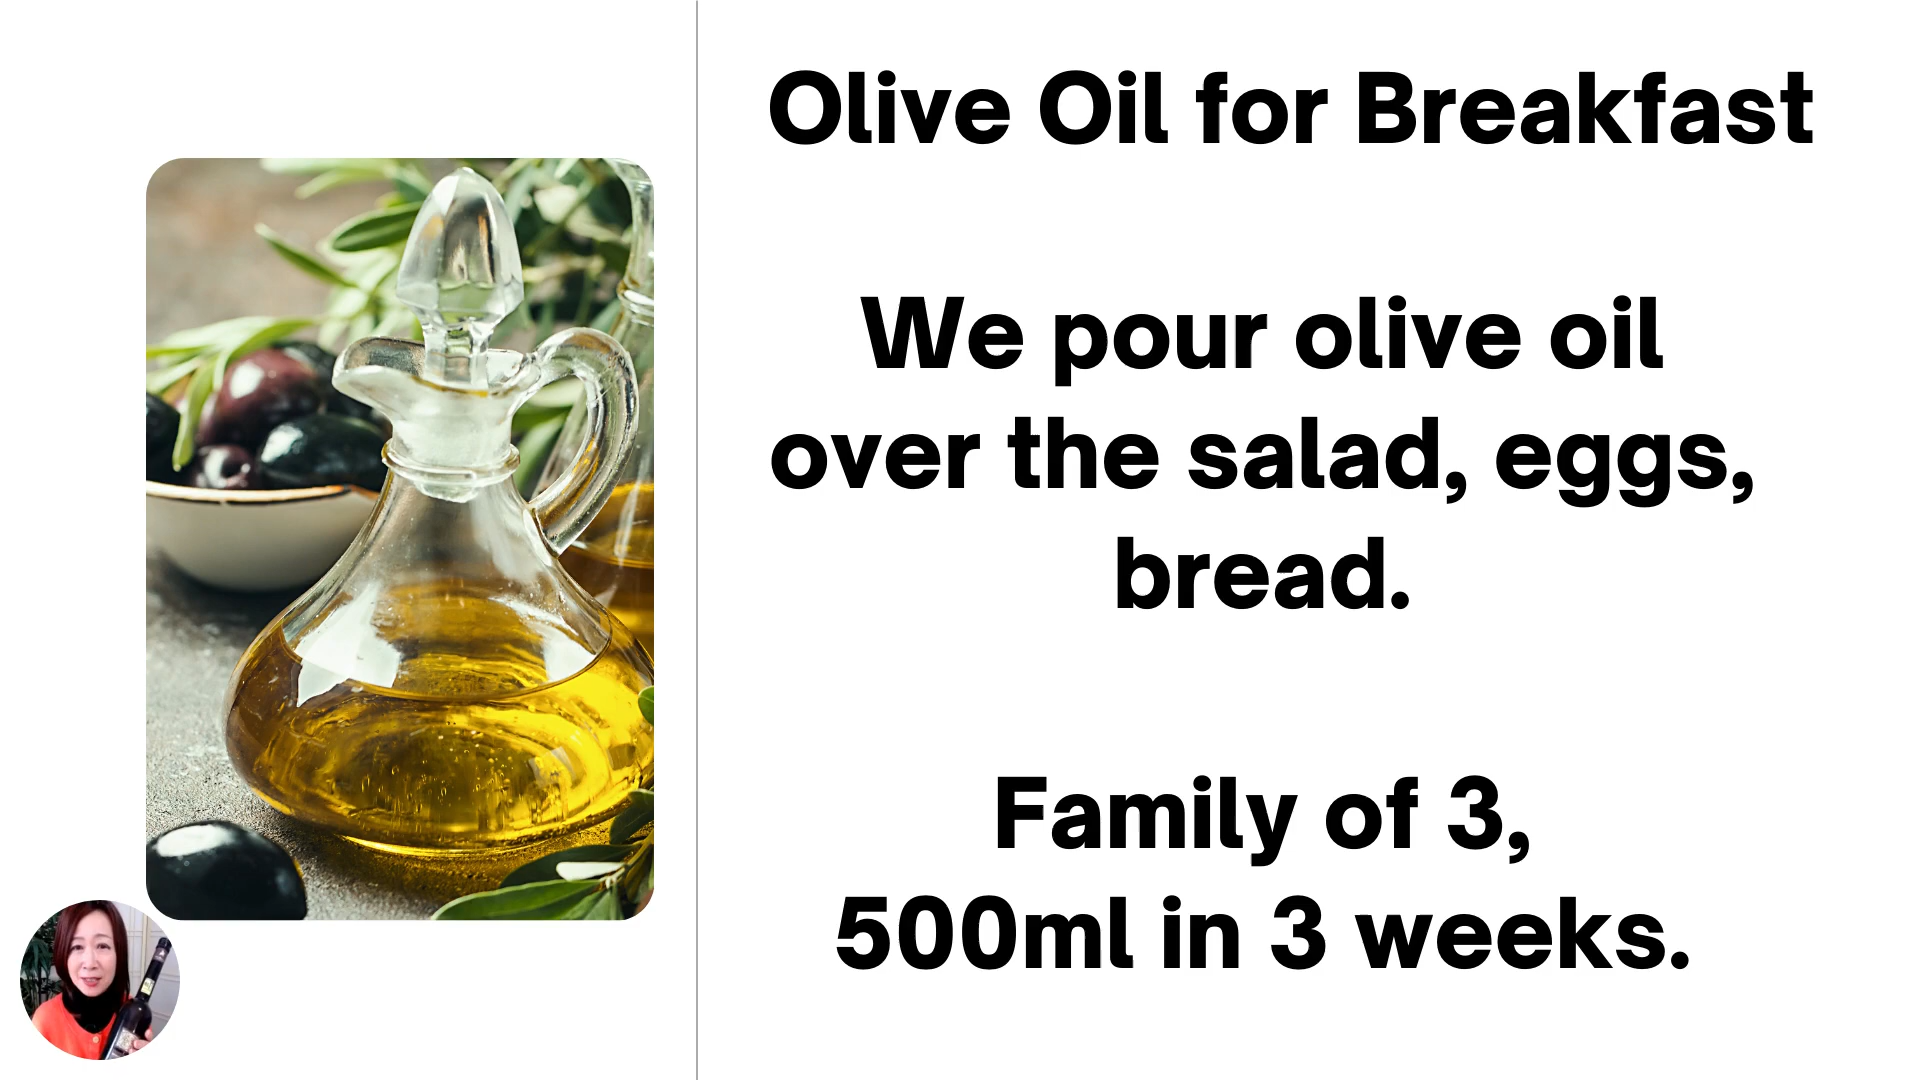 Olive Oil for Breakfast
We pour olive oil
over the salad, eggs,
bread.
Family of 3,
500ml in 3 weeks.